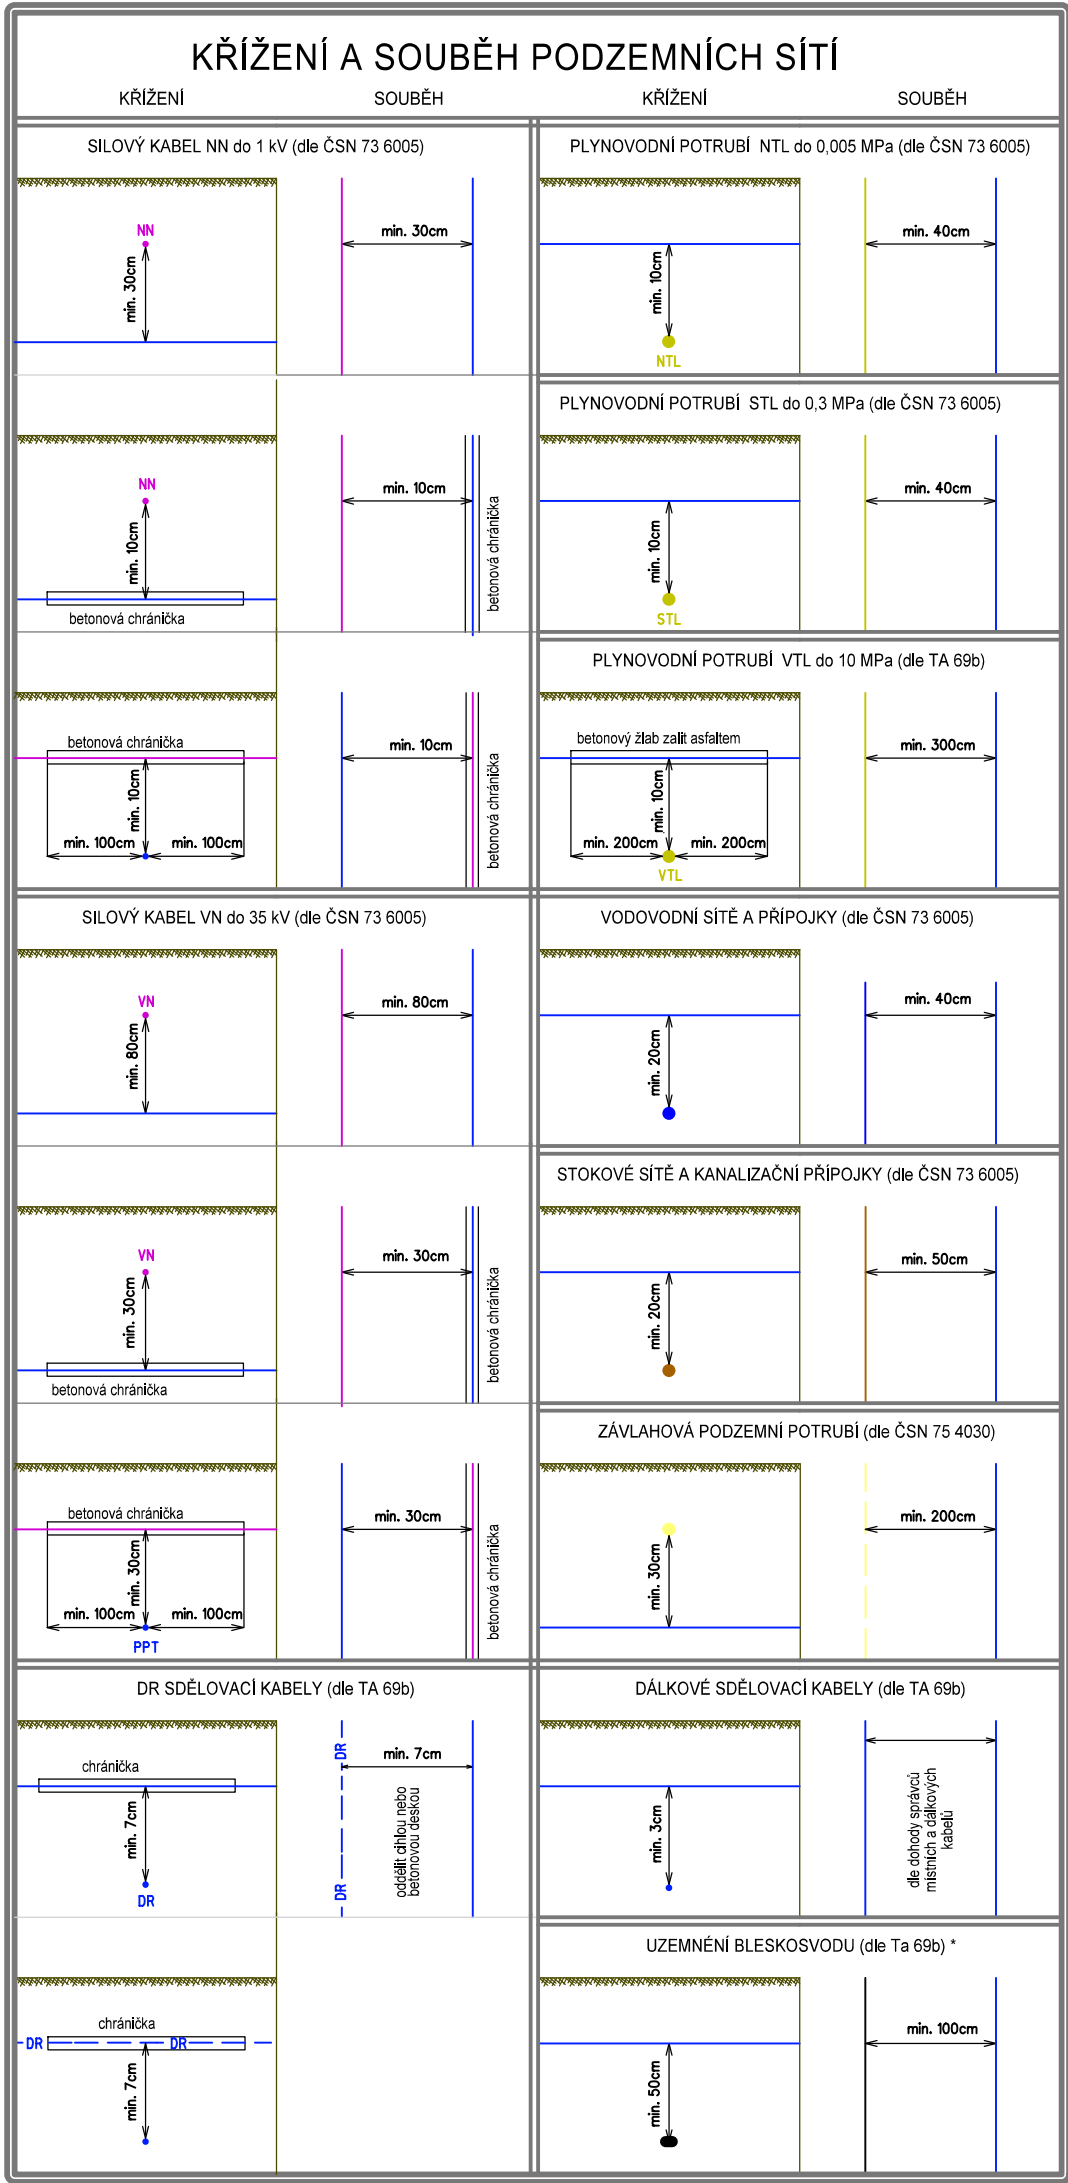 KŘÍŽENÍ A SOUBĚH PODZEMNÍCH SÍTÍ
KŘÍŽENÍ
SOUBĚH
KŘÍŽENÍ
SOUBĚH
SILOVÝ KABEL NN do 1 kV (dle ČSN 73 6005)
NN
min. 30cm
min. 30cm
NN
min. 10cm
betonová chránička
min. 10cm
betonová chránička
betonová chránička
min. 10cm
min. 100cm
min. 100cm
min. 10cm
betonová chránička
SILOVÝ KABEL VN do 35 kV (dle ČSN 73 6005)
VN
min. 80cm
min. 80cm
VN
min. 30cm
betonová chránička
min. 30cm
betonová chránička
betonová chránička
min. 30cm
min. 100cm
min. 100cm
PPT
min. 30cm
betonová chránička
DR SDĚLOVACÍ KABELY (dle TA 69b)
chránička
min. 7cm
DR
DR
DR
min. 7cm
oddělit cihlou nebo
betonovou deskou
chránička
DR
DR
min. 7cm
PLYNOVODNÍ POTRUBÍ NTL do 0,005 MPa (dle ČSN 73 6005)
min. 10cm
NTL
min. 40cm
PLYNOVODNÍ POTRUBÍ STL do 0,3 MPa (dle ČSN 73 6005)
min. 10cm
STL
min. 40cm
PLYNOVODNÍ POTRUBÍ VTL do 10 MPa (dle TA 69b)
betonový žlab zalit asfaltem
min. 10cm
min. 200cm
min. 200cm
VTL
min. 300cm
VODOVODNÍ SÍTĚ A PŘÍPOJKY (dle ČSN 73 6005)
min. 20cm
min. 40cm
STOKOVÉ SÍTĚ A KANALIZAČNÍ PŘÍPOJKY (dle ČSN 73 6005)
min. 20cm
min. 50cm
ZÁVLAHOVÁ PODZEMNÍ POTRUBÍ (dle ČSN 75 4030)
min. 30cm
min. 200cm
DÁLKOVÉ SDĚLOVACÍ KABELY (dle TA 69b)
min. 3cm
dle dohody správců
místních a dálkových
kabelů
UZEMNÉNÍ BLESKOSVODU (dle Ta 69b) *
min. 50cm
min. 100cm